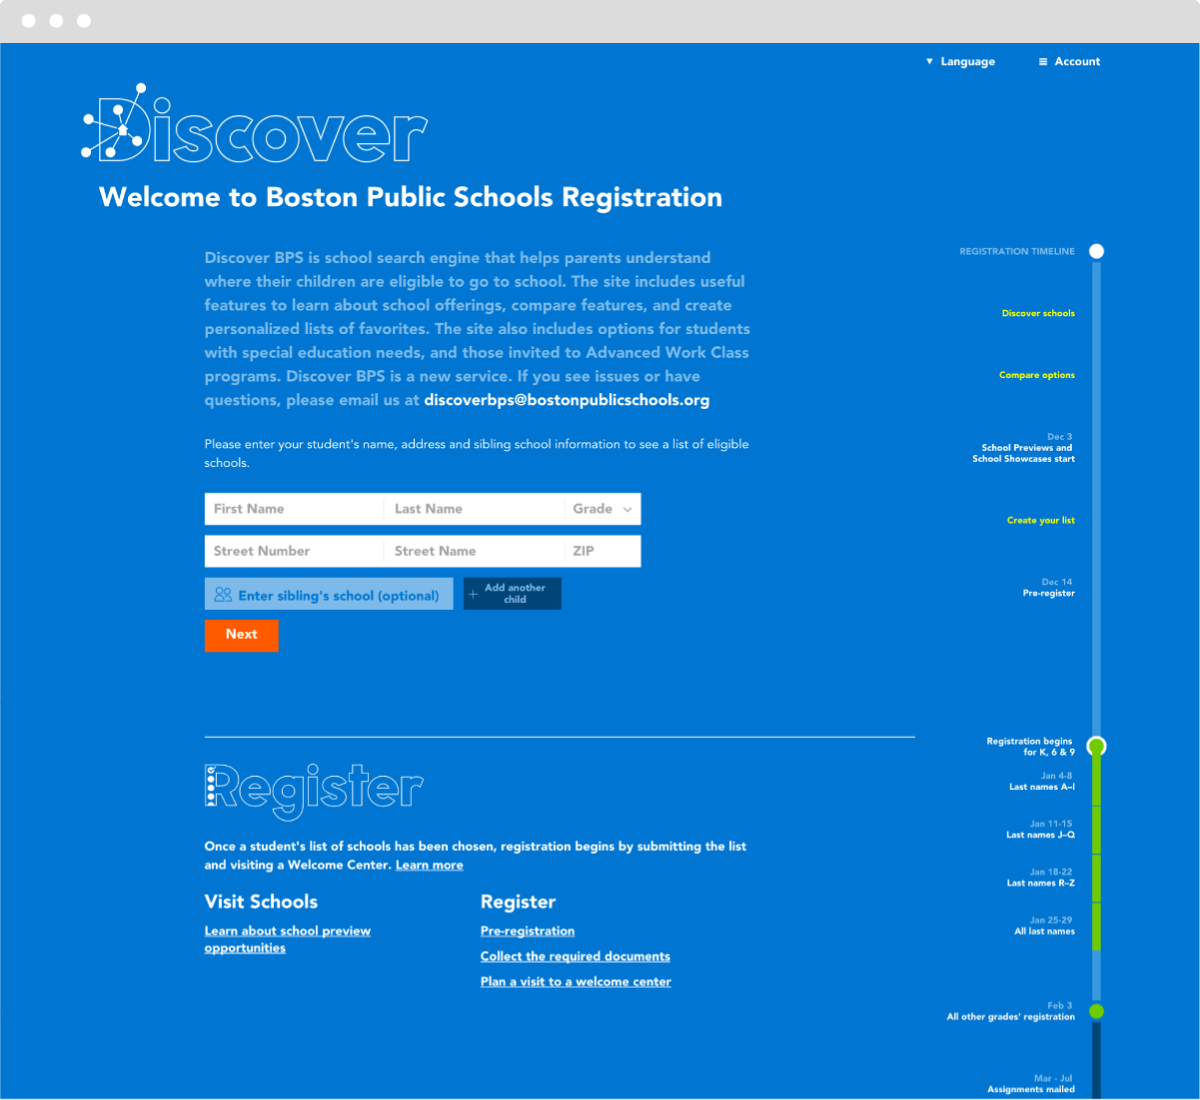 Language
Account
Discover
Welcome to Boston Public Schools Registration
Discover BPS is school search engine that helps parents understand
where their children are eligible to go to school. The site includes useful
features to learn about school offerings, compare features, and create
personalized lists of favorites. The site also includes options for students
with special education needs, and those invited to Advanced Work Class
programs. Discover BPS is a new service. If you see issues or have
questions, please email us at discoverbps@bostonpublicschools.org
Please enter your student's name, address and sibling school information to see a list of eligible
schools.
First Name
Last Name
Grade
Street Number
Street Name
ZIP
Enter sibling's school (optional)
+ Add another
child
Next
Register
Once a student's list of schools has been chosen, registration begins by submitting the list
and visiting a Welcome Center. Learn more
Visit Schools
Learn about school preview
opportunities
Register
Pre-registration
Collect the required documents
Plan a visit to a welcome center
REGISTRATION TIMELINE
Discover schools
Compare options
Dec 3
School Previews and
School Showcases start
Create your list
Dec 14
Pre-register
Registration begins
for K, 6 & 9
Jan 4-8
Last names A–I
Jan 11-15
Last names J–Q
Jan 18-22
Last names R–Z
Jan 25-29
All last names
Feb 3
All other grades' registration
Mar - Jul
Assignments mailed